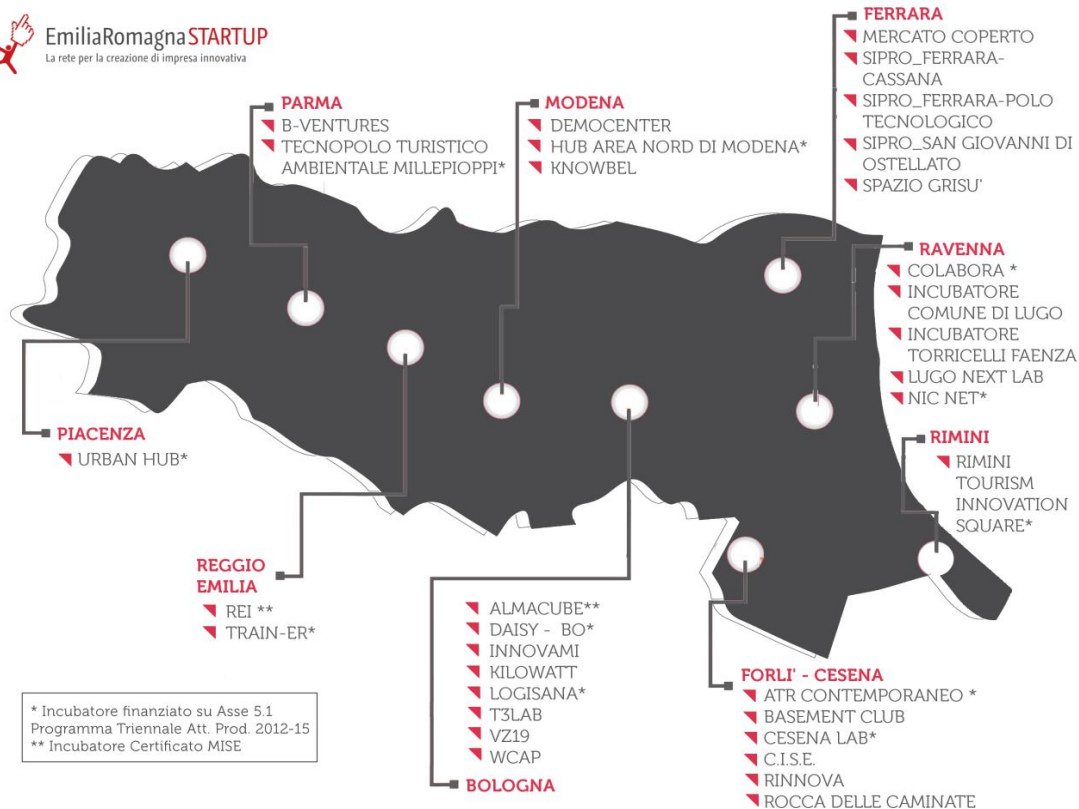 EmiliaRomagnaSTARTUP
La rete per la creazione di impresa innovativa
PARMA
B-VENTURES
TECNOPOLO TURISTICO
AMBIENTALE MILLEPIOPPI*
MODENA
DEMOCENTER
HUB AREA NORD DI MODENA*
KNOWBEL
FERRARA
MERCATO COPERTO
SIPRO_FERRARA-
CASSANA
SIPRO_FERRARA-POLO
TECNOLOGICO
SIPRO_SAN GIOVANNI DI
OSTELLATO
SPAZIO GRISU'
RAVENNA
COLABORA *
INCUBATORE
COMUNE DI LUGO
INCUBATORE
TORRICELLI FAENZA
LUGO NEXT LAB
NIC NET*
PIACENZA
URBAN HUB*
RIMINI
RIMINI
TOURISM
INNOVATION
SQUARE*
REGGIO
EMILIA
REI **
TRAIN-ER*
ALMACUBE**
DAISY - BO*
INNOVAMI
KILOWATT
LOGISANA*
T3LAB
VZ19
WCAP
BOLOGNA
FORLI' - CESENA
ATR CONTEMPORANEO *
BASEMENT CLUB
CESENA LAB*
C.I.S.E.
RINNOVA
ROCCA DELLE CAMINATE
* Incubatore finanziato su Asse 5.1
Programma Triennale Att. Prod. 2012-15
** Incubatore Certificato MISE